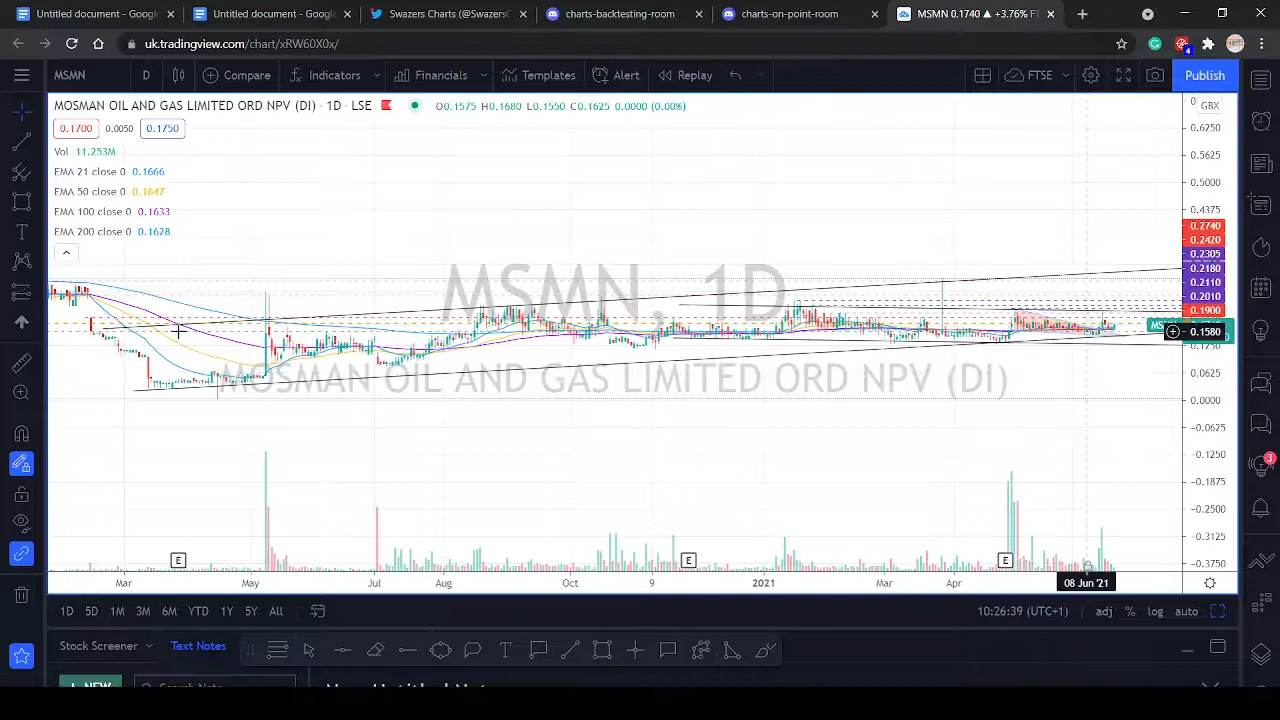 Untitled document - Google
Untitled document - Google
Swazers Charts (@Swazers
charts-backtesting-room
charts-on-point-room
MSMN 0.1740 ▲ +3.76% FT
uk.tradingview.com/chart/xRW60X0x/
4
MSMN
D
Compare
Indicators
Financials
Templates
Alert
Replay
FTSE
Publish
MOSMAN OIL AND GAS LIMITED ORD NPV (DI) · 1D · LSE
O0.1575 H0.1680 L0.1550 C0.1625 0.0000 (0.00%)
GBX
0.1700
0.0050
0.1750
Vol 11.253M
EMA 21 close 0 0.1666
EMA 50 close 0 0.1647
EMA 100 close 0 0.1633
EMA 200 close 0 0.1628
MSMN, 1D
MOSMAN OIL AND GAS LIMITED ORD NPV (DI)
0.6250
0.5625
0.5000
0.4375
0.2740
0.2420
0.2305
0.2180
0.2110
0.2010
0.1900
0.1580
0.0625
0.0000
−0.0625
−0.1250
−0.1875
−0.2500
−0.3125
−0.3750
3
E
E
E
Mar
May
Jul
Aug
Oct
9
2021
Mar
Apr
08 Jun '21
1D
5D
1M
3M
6M
YTD
1Y
5Y
All
10:26:39 (UTC+1)
adj
%
log
auto
Stock Screener
Text Notes